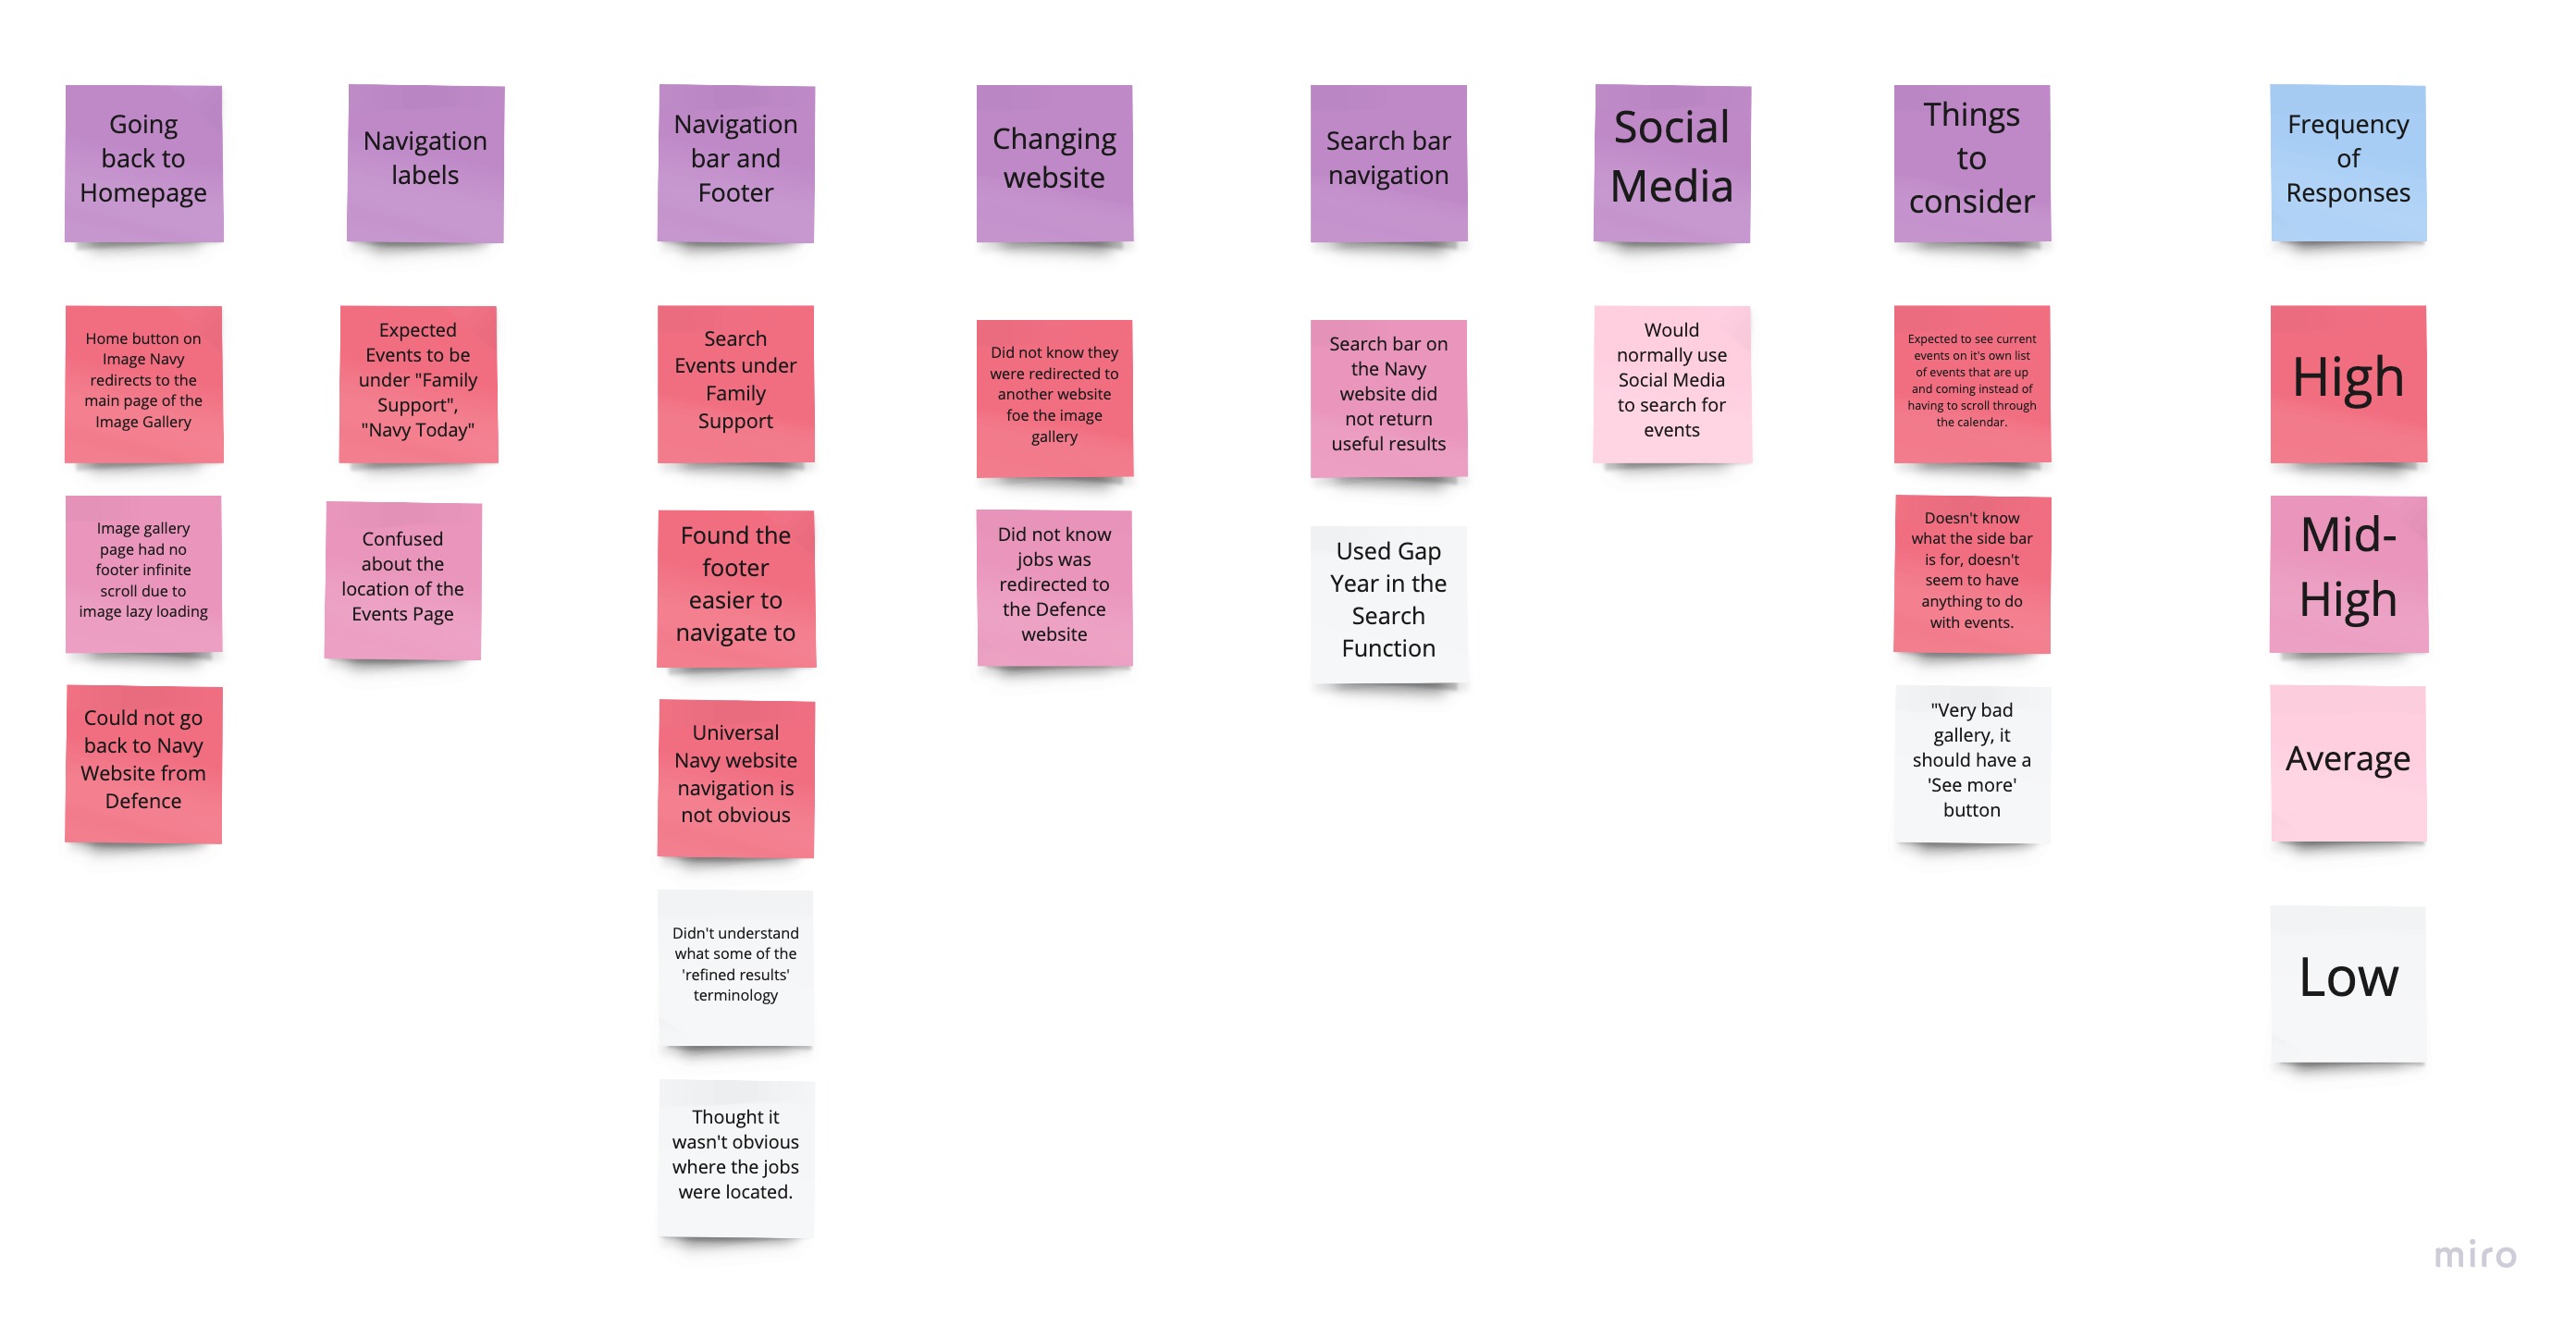 Going
back to
Homepage
Home button on
Image Navy
redirects to the
main page of the
Image Gallery
Image gallery
page had no
footer infinite
scroll due to
image lazy loading
Could not go
back to Navy
Website from
Defence
Navigation
labels
Expected
Events to be
under "Family
Support",
"Navy Today"
Confused
about the
location of the
Events Page
Navigation
bar and
Footer
Search
Events under
Family
Support
Found the
footer
easier to
navigate to
Universal
Navy website
navigation is
not obvious
Didn't understand
what some of the
'refined results'
terminology
Thought it
wasn't obvious
where the jobs
were located.
Changing
website
Did not know they
were redirected to
another website
foe the image
gallery
Did not know
jobs was
redirected to
the Defence
website
Search bar
navigation
Search bar on
the Navy
website did
not return
useful results
Used Gap
Year in the
Search
Function
Social
Media
Would
normally use
Social Media
to search for
events
Things
to
consider
Expected to see current
events on it's own list
of events that are up
and coming instead of
having to scroll through
the calendar.
Doesn't know
what the side bar
is for, doesn't
seem to have
anything to do
with events.
"Very bad
gallery, it
should have a
'See more'
button
Frequency
of
Responses
High
Mid-
High
Average
Low
miro